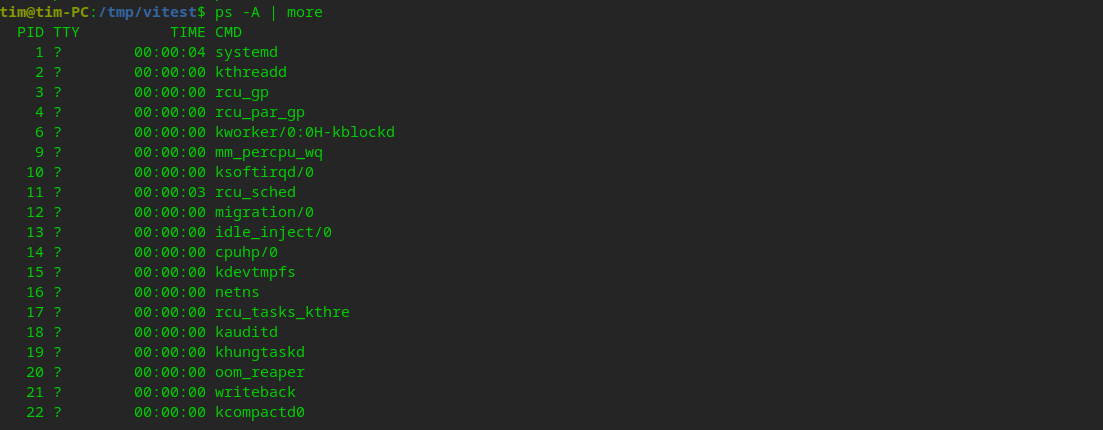 tim@tim-PC:/tmp/vitest$ ps -A | more
PID TTY TIME CMD
1 ? 00:00:04 systemd
2 ? 00:00:00 kthreadd
3 ? 00:00:00 rcu_gp
4 ? 00:00:00 rcu_par_gp
6 ? 00:00:00 kworker/0:0H-kblockd
9 ? 00:00:00 mm_percpu_wq
10 ? 00:00:00 ksoftirqd/0
11 ? 00:00:03 rcu_sched
12 ? 00:00:00 migration/0
13 ? 00:00:00 idle_inject/0
14 ? 00:00:00 cpuhp/0
15 ? 00:00:00 kdevtmpfs
16 ? 00:00:00 netns
17 ? 00:00:00 rcu_tasks_kthre
18 ? 00:00:00 kauditd
19 ? 00:00:00 khungtaskd
20 ? 00:00:00 oom_reaper
21 ? 00:00:00 writeback
22 ? 00:00:00 kcompactd0